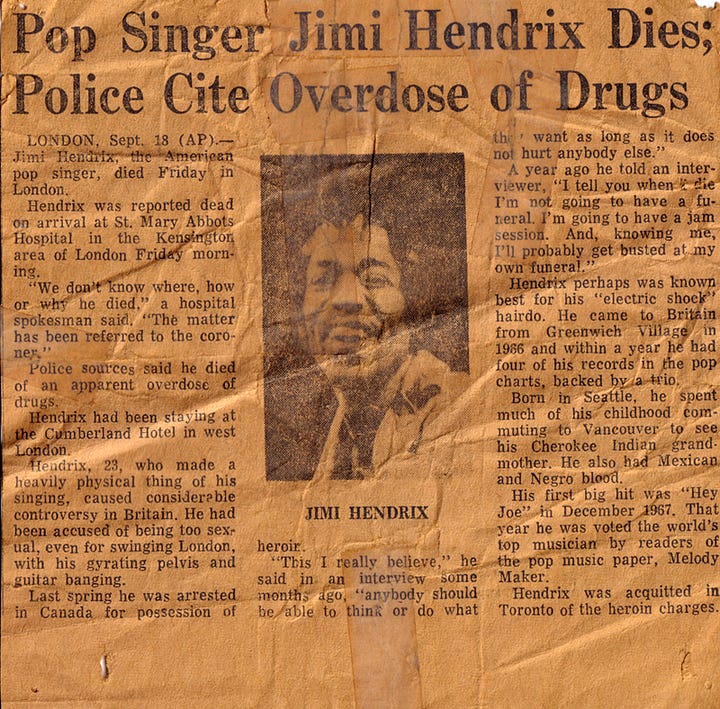 Pop Singer Jimi Hendrix Dies;
Police Cite Overdose of Drugs
LONDON, Sept. 18 (AP).—
Jimi Hendrix, the American
pop singer, died Friday in
London.
Hendrix was reported dead
on arrival at St. Mary Abbots
Hospital in the Kensington
area of London Friday morn-
ing.
"We don't know where, how
or why he died," a hospital
spokesman said. "The matter
has been referred to the coro-
ner."
Police sources said he died
of an apparent overdose of
drugs.
Hendrix had been staying at
the Cumberland Hotel in west
London.
Hendrix, 23, who made a
heavily physical thing of his
singing, caused considerable
controversy in Britain. He had
been accused of being too sex-
ual, even for swinging London,
with his gyrating pelvis and
guitar banging.
Last spring he was arrested
in Canada for possession of
JIMI HENDRIX
heroin.
"This I really believe," he
said in an interview some
months ago, "anybody should
be able to think or do what
want as long as it does
not hurt anybody else."
A year ago he told an inter-
viewer, "I tell you when I die
I'm not going to have a fu-
neral. I'm going to have a jam
session. And, knowing me,
I'll probably get busted at my
own funeral."
Hendrix perhaps was known
best for his "electric shock"
hairdo. He came to Britain
from Greenwich Village in
1966 and within a year he had
four of his records in the pop
charts, backed by a trio.
Born in Seattle, he spent
much of his childhood com-
muting to Vancouver to see
his Cherokee Indian grand-
mother. He also had Mexican
and Negro blood.
His first big hit was "Hey
Joe" in December 1967. That
year he was voted the world's
top musician by readers of
the pop music paper, Melody
Maker.
Hendrix was acquitted in
Toronto of the heroin charges.